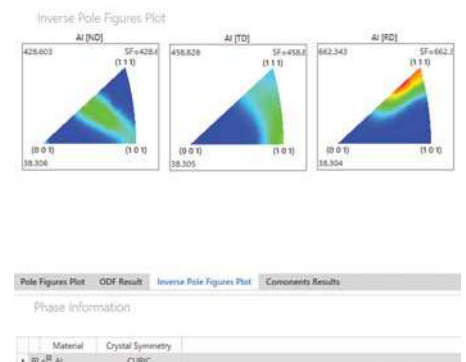 Inverse Pole Figures Plot
Al [ND] Al [TD] Al [RD]
428.603 SF=428.6 458.828 SF=458.8 662.343 SF=662.3
(1 1 1) (1 1 1) (1 1 1)
(0 0 1) (1 0 1) (0 0 1) (1 0 1) (0 0 1) (1 0 1)
38.306 38.305 38.304
Pole Figures Plot ODF Result Inverse Pole Figures Plot Comonents Results
Phase Information
Material Crystal Symmetry
Al CUBIC